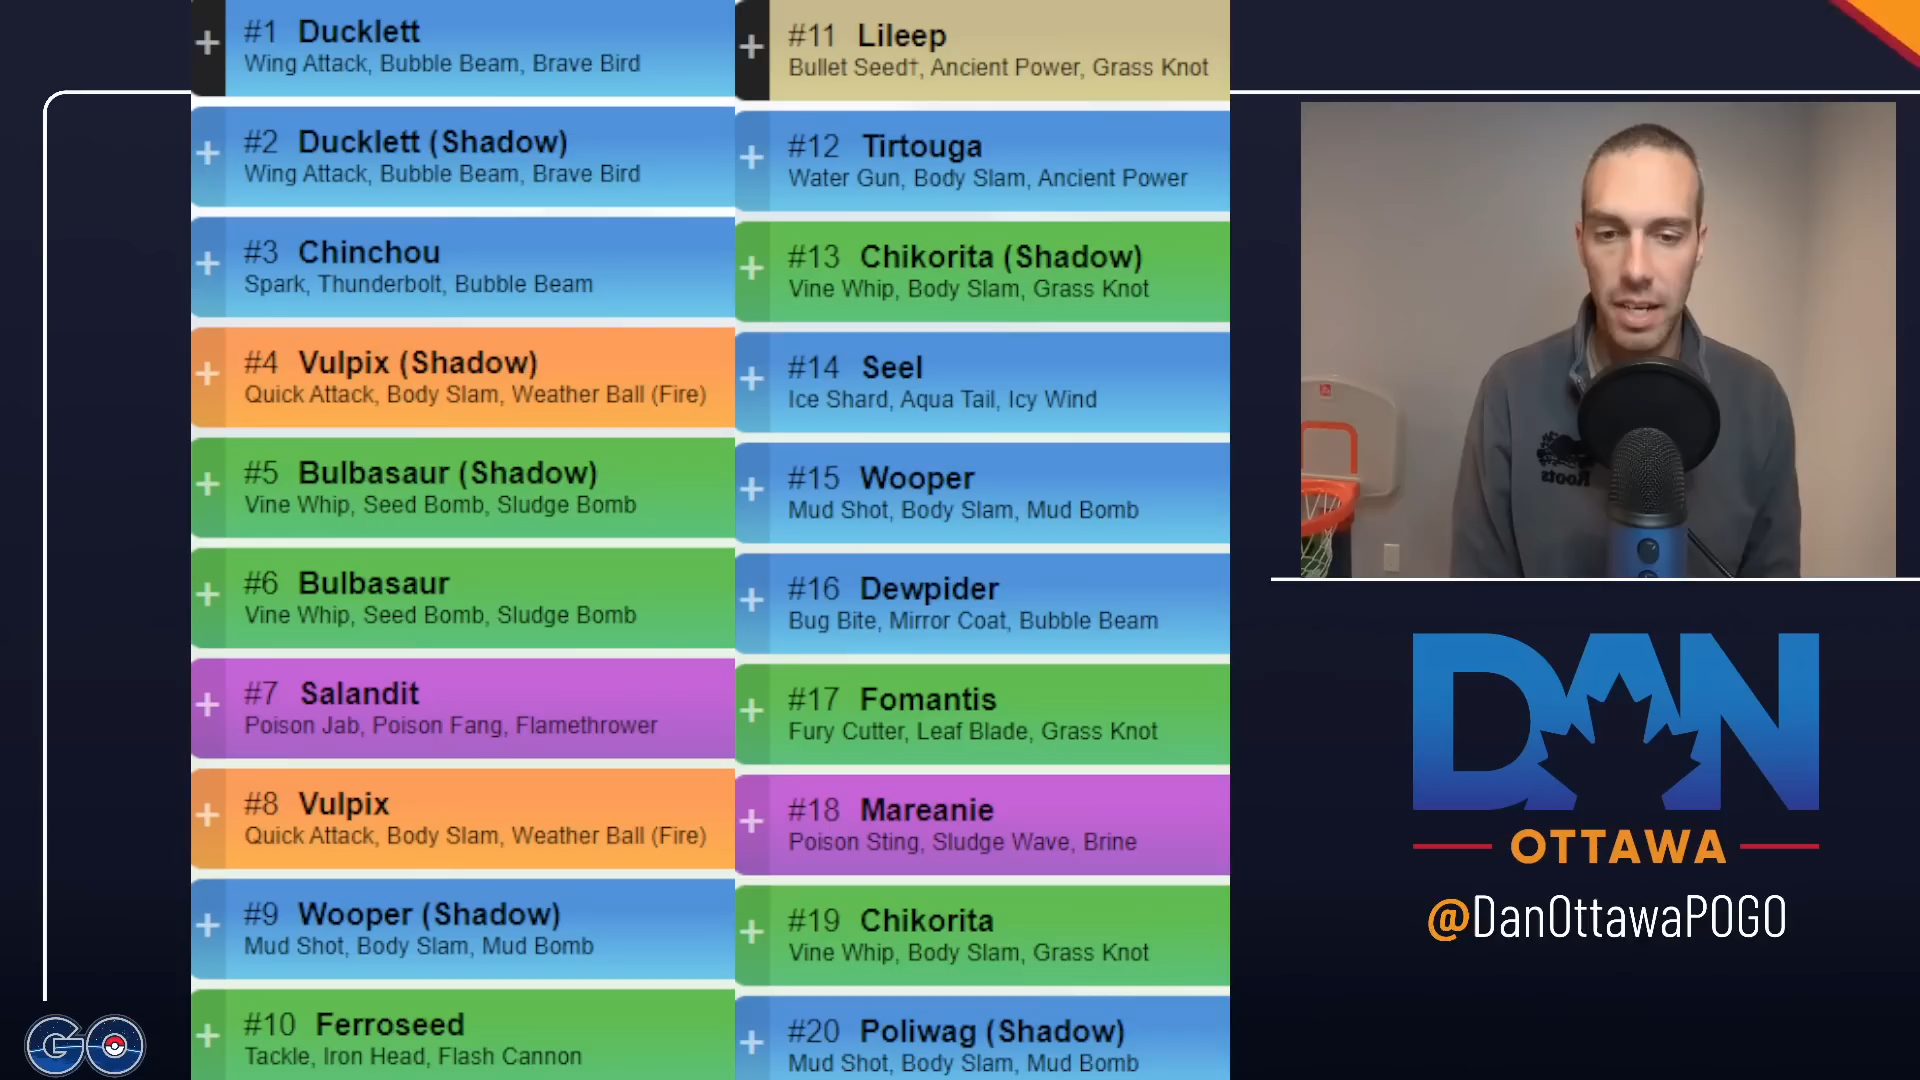 #1 Ducklett
Wing Attack, Bubble Beam, Brave Bird
#2 Ducklett (Shadow)
Wing Attack, Bubble Beam, Brave Bird
#3 Chinchou
Spark, Thunderbolt, Bubble Beam
#4 Vulpix (Shadow)
Quick Attack, Body Slam, Weather Ball (Fire)
#5 Bulbasaur (Shadow)
Vine Whip, Seed Bomb, Sludge Bomb
#6 Bulbasaur
Vine Whip, Seed Bomb, Sludge Bomb
#7 Salandit
Poison Jab, Poison Fang, Flamethrower
#8 Vulpix
Quick Attack, Body Slam, Weather Ball (Fire)
#9 Wooper (Shadow)
Mud Shot, Body Slam, Mud Bomb
#10 Ferroseed
Tackle, Iron Head, Flash Cannon
#11 Lileep
Bullet Seed†, Ancient Power, Grass Knot
#12 Tirtouga
Water Gun, Body Slam, Ancient Power
#13 Chikorita (Shadow)
Vine Whip, Body Slam, Grass Knot
#14 Seel
Ice Shard, Aqua Tail, Icy Wind
#15 Wooper
Mud Shot, Body Slam, Mud Bomb
#16 Dewpider
Bug Bite, Mirror Coat, Bubble Beam
#17 Fomantis
Fury Cutter, Leaf Blade, Grass Knot
#18 Mareanie
Poison Sting, Sludge Wave, Brine
#19 Chikorita
Vine Whip, Body Slam, Grass Knot
#20 Poliwag (Shadow)
Mud Shot, Body Slam, Mud Bomb
Roots
DAN
OTTAWA
@DanOttawaPOGO
GO